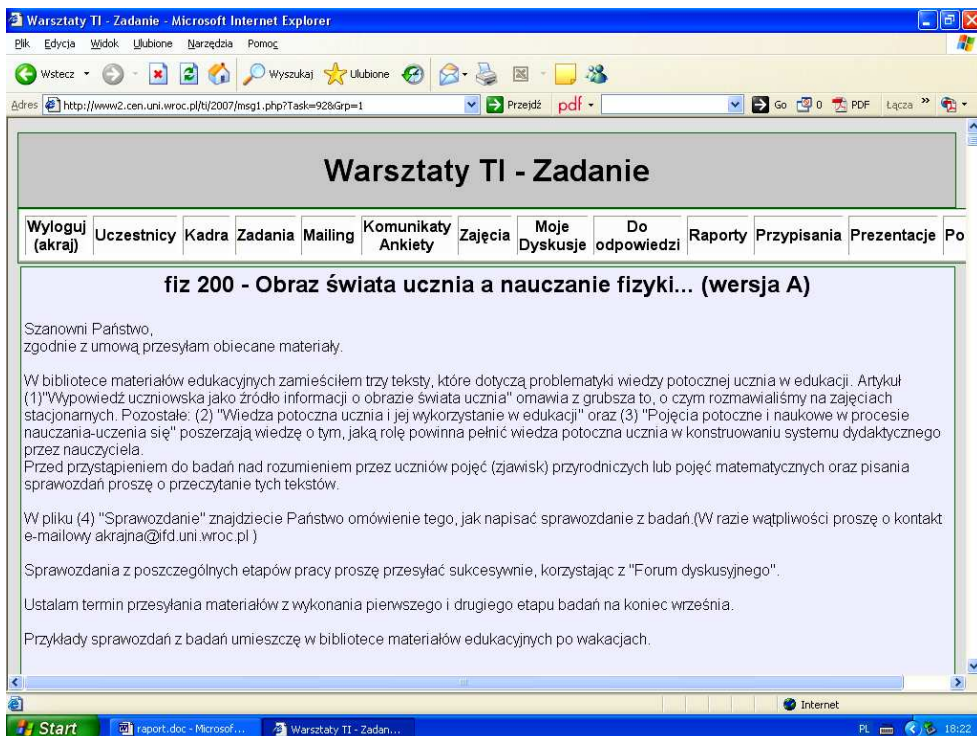 Warsztaty TI - Zadanie - Microsoft Internet Explorer
Plik Edycja Widok Ulubione Narzędzia Pomoc
Wstecz Wyszukaj Ulubione
Adres http://www2.cen.uni.wroc.pl/ti/2007/msg1.php?Task=92&Grp=1 Przejdź pdf Go 0 PDF Łącza »
Warsztaty TI - Zadanie
Wyloguj (akraj) Uczestnicy Kadra Zadania Mailing Komunikaty Ankiety Zajęcia Moje Dyskusje Do odpowiedzi Raporty Przypisania Prezentacje Po
fiz 200 - Obraz świata ucznia a nauczanie fizyki... (wersja A)
Szanowni Państwo,
zgodnie z umową przesyłam obiecane materiały.
W bibliotece materiałów edukacyjnych zamieściłem trzy teksty, które dotyczą problematyki wiedzy potocznej ucznia w edukacji. Artykuł
(1)"Wypowiedź uczniowska jako źródło informacji o obrazie świata ucznia" omawia z grubsza to, o czym rozmawialiśmy na zajęciach
stacjonarnych. Pozostałe: (2) "Wiedza potoczna ucznia i jej wykorzystanie w edukacji" oraz (3) "Pojęcia potoczne i naukowe w procesie
nauczania-uczenia się" poszerzają wiedzę o tym, jaką rolę powinna pełnić wiedza potoczna ucznia w konstruowaniu systemu dydaktycznego
przez nauczyciela.
Przed przystąpieniem do badań nad rozumieniem przez uczniów pojęć (zjawisk) przyrodniczych lub pojęć matematycznych oraz pisania
sprawozdań proszę o przeczytanie tych tekstów.
W pliku (4) "Sprawozdanie" znajdziecie Państwo omówienie tego, jak napisać sprawozdanie z badań.(W razie wątpliwości proszę o kontakt
e-mailowy akrajna@ifd.uni.wroc.pl )
Sprawozdania z poszczególnych etapów pracy proszę przesyłać sukcesywnie, korzystając z "Forum dyskusyjnego".
Ustalam termin przesyłania materiałów z wykonania pierwszego i drugiego etapu badań na koniec września.
Przykłady sprawozdań z badań umieszczę w bibliotece materiałów edukacyjnych po wakacjach.
Internet
Start raport.doc - Microsof... Warsztaty TI - Zadan... PL 18:22